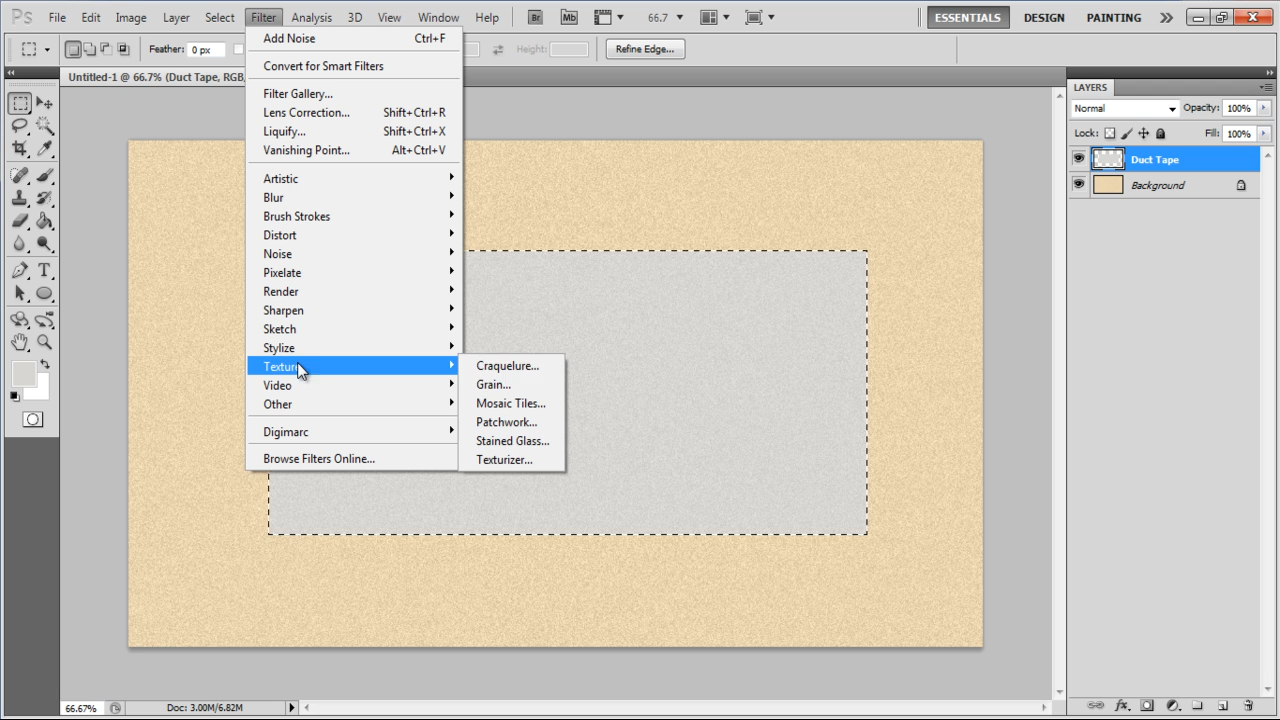 Ps File Edit Image Layer Select Filter Analysis 3D View Window Help Br Mb 66.7 ESSENTIALS DESIGN PAINTING
Feather: 0 px Height: Refine Edge...
Untitled-1 @ 66.7% (Duct Tape, RGB,
Add Noise Ctrl+F
Convert for Smart Filters
Filter Gallery...
Lens Correction... Shift+Ctrl+R
Liquify... Shift+Ctrl+X
Vanishing Point... Alt+Ctrl+V
Artistic
Blur
Brush Strokes
Distort
Noise
Pixelate
Render
Sharpen
Sketch
Stylize
Video
Other
Digimarc
Browse Filters Online...
Craquelure...
Grain...
Mosaic Tiles...
Patchwork...
Stained Glass...
Texturizer...
LAYERS
Normal Opacity: 100%
Lock: Fill: 100%
Duct Tape
Background
66.67% Doc: 3.00M/6.82M